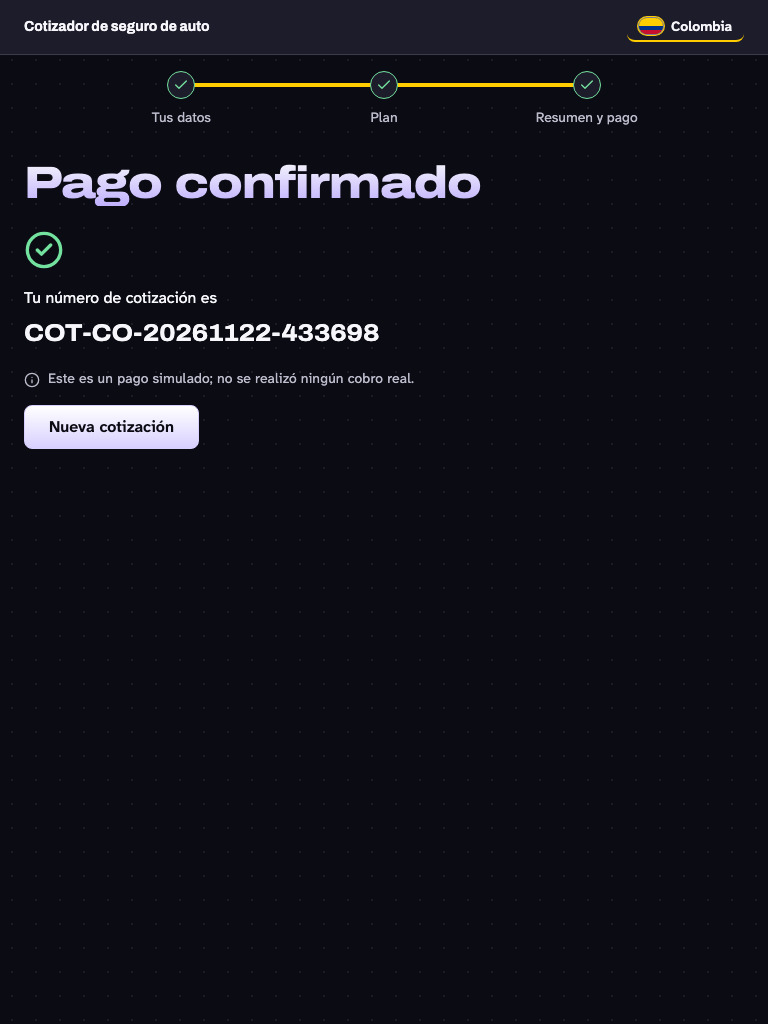 Cotizador de seguro de auto
Colombia
Tus datos
Plan
Resumen y pago
Pago confirmado
Tu número de cotización es
COT-CO-20261122-433698
Este es un pago simulado; no se realizó ningún cobro real.
Nueva cotización